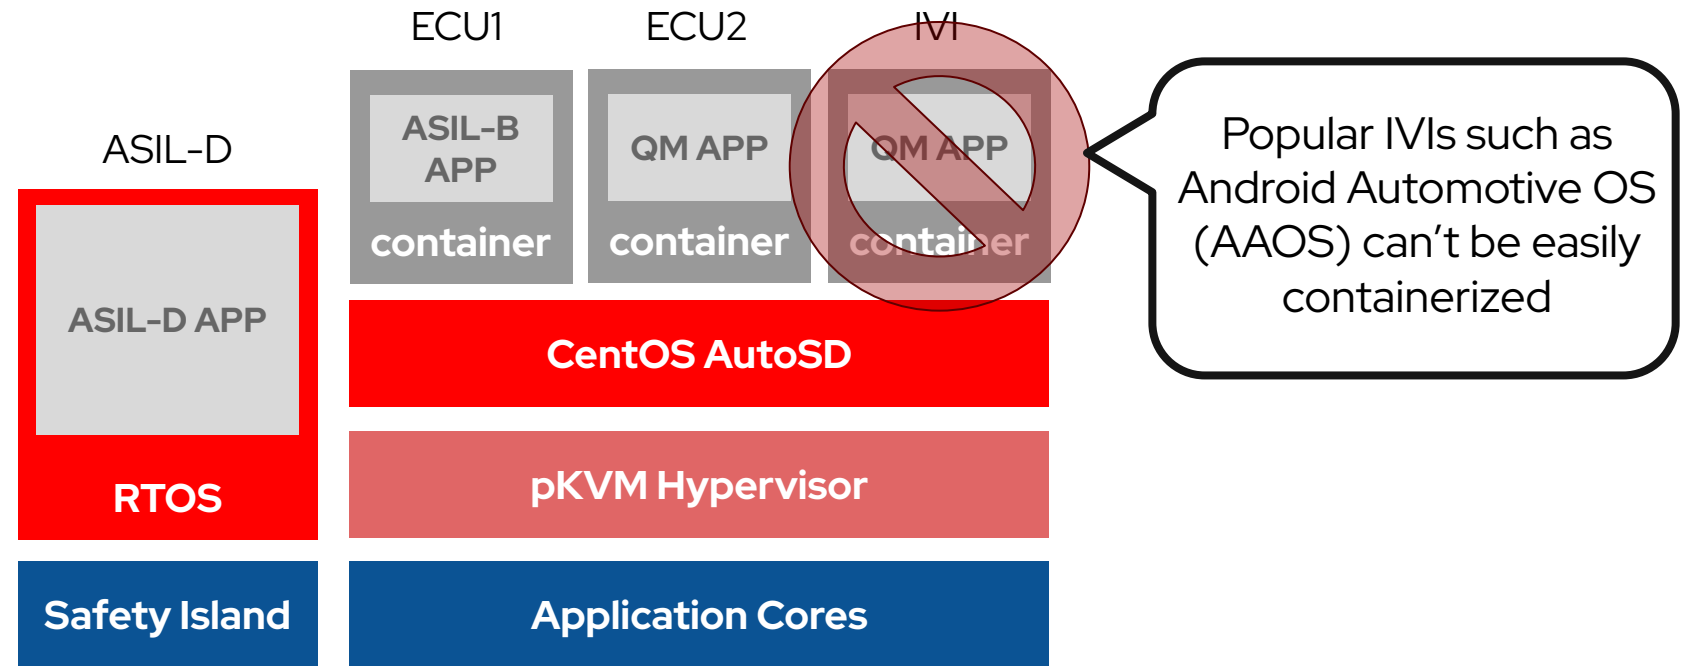 ECU1
ECU2
IVI
ASIL-D
ASIL-D APP
RTOS
Safety Island
ASIL-B
APP
container
QM APP
container
QM APP
container
CentOS AutoSD
pKVM Hypervisor
Application Cores
Popular IVIs such as
Android Automotive OS
(AAOS) can't be easily
containerized